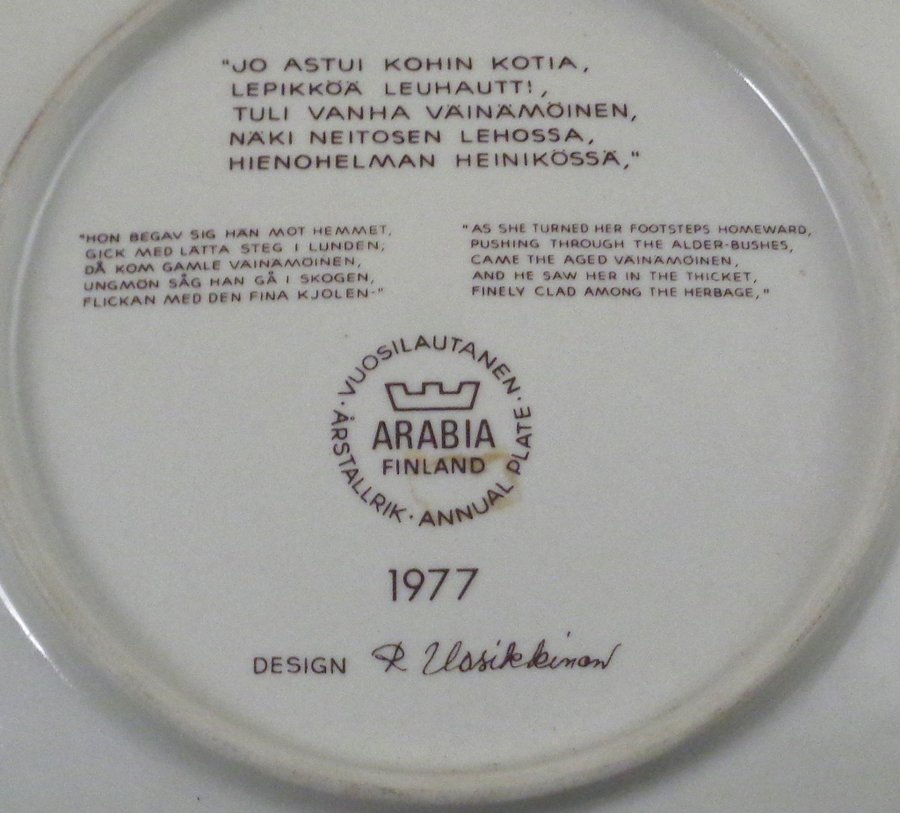 "JO ASTUI KOHIN KOTIA,
LEPIKKÖÄ LEUHAUTTI,
TULI VANHA VÄINÄMÖINEN,
NÄKI NEITOSEN LEHOSSA,
HIENOHELMAN HEINIKÖSSÄ,"
"HON BEGAV SIG HÄN MOT HEMMET,
GICK MED LÄTTA STEG I LUNDEN,
DÅ KOM GAMLE VÄINÄMÖINEN,
UNGMÖN SÅG HAN GÅ I SKOGEN,
FLICKAN MED DEN FINA KJOLEN-"
"AS SHE TURNED HER FOOTSTEPS HOMEWARD,
PUSHING THROUGH THE ALDER-BUSHES,
CAME THE AGED VÄINÄMÖINEN,
AND HE SAW HER IN THE THICKET,
FINELY CLAD AMONG THE HERBAGE,"
VUOSILAUTANEN · ANNUAL PLATE · ÅRSTALLRIK ·
ARABIA
FINLAND
1977
DESIGN R Uosikkinen